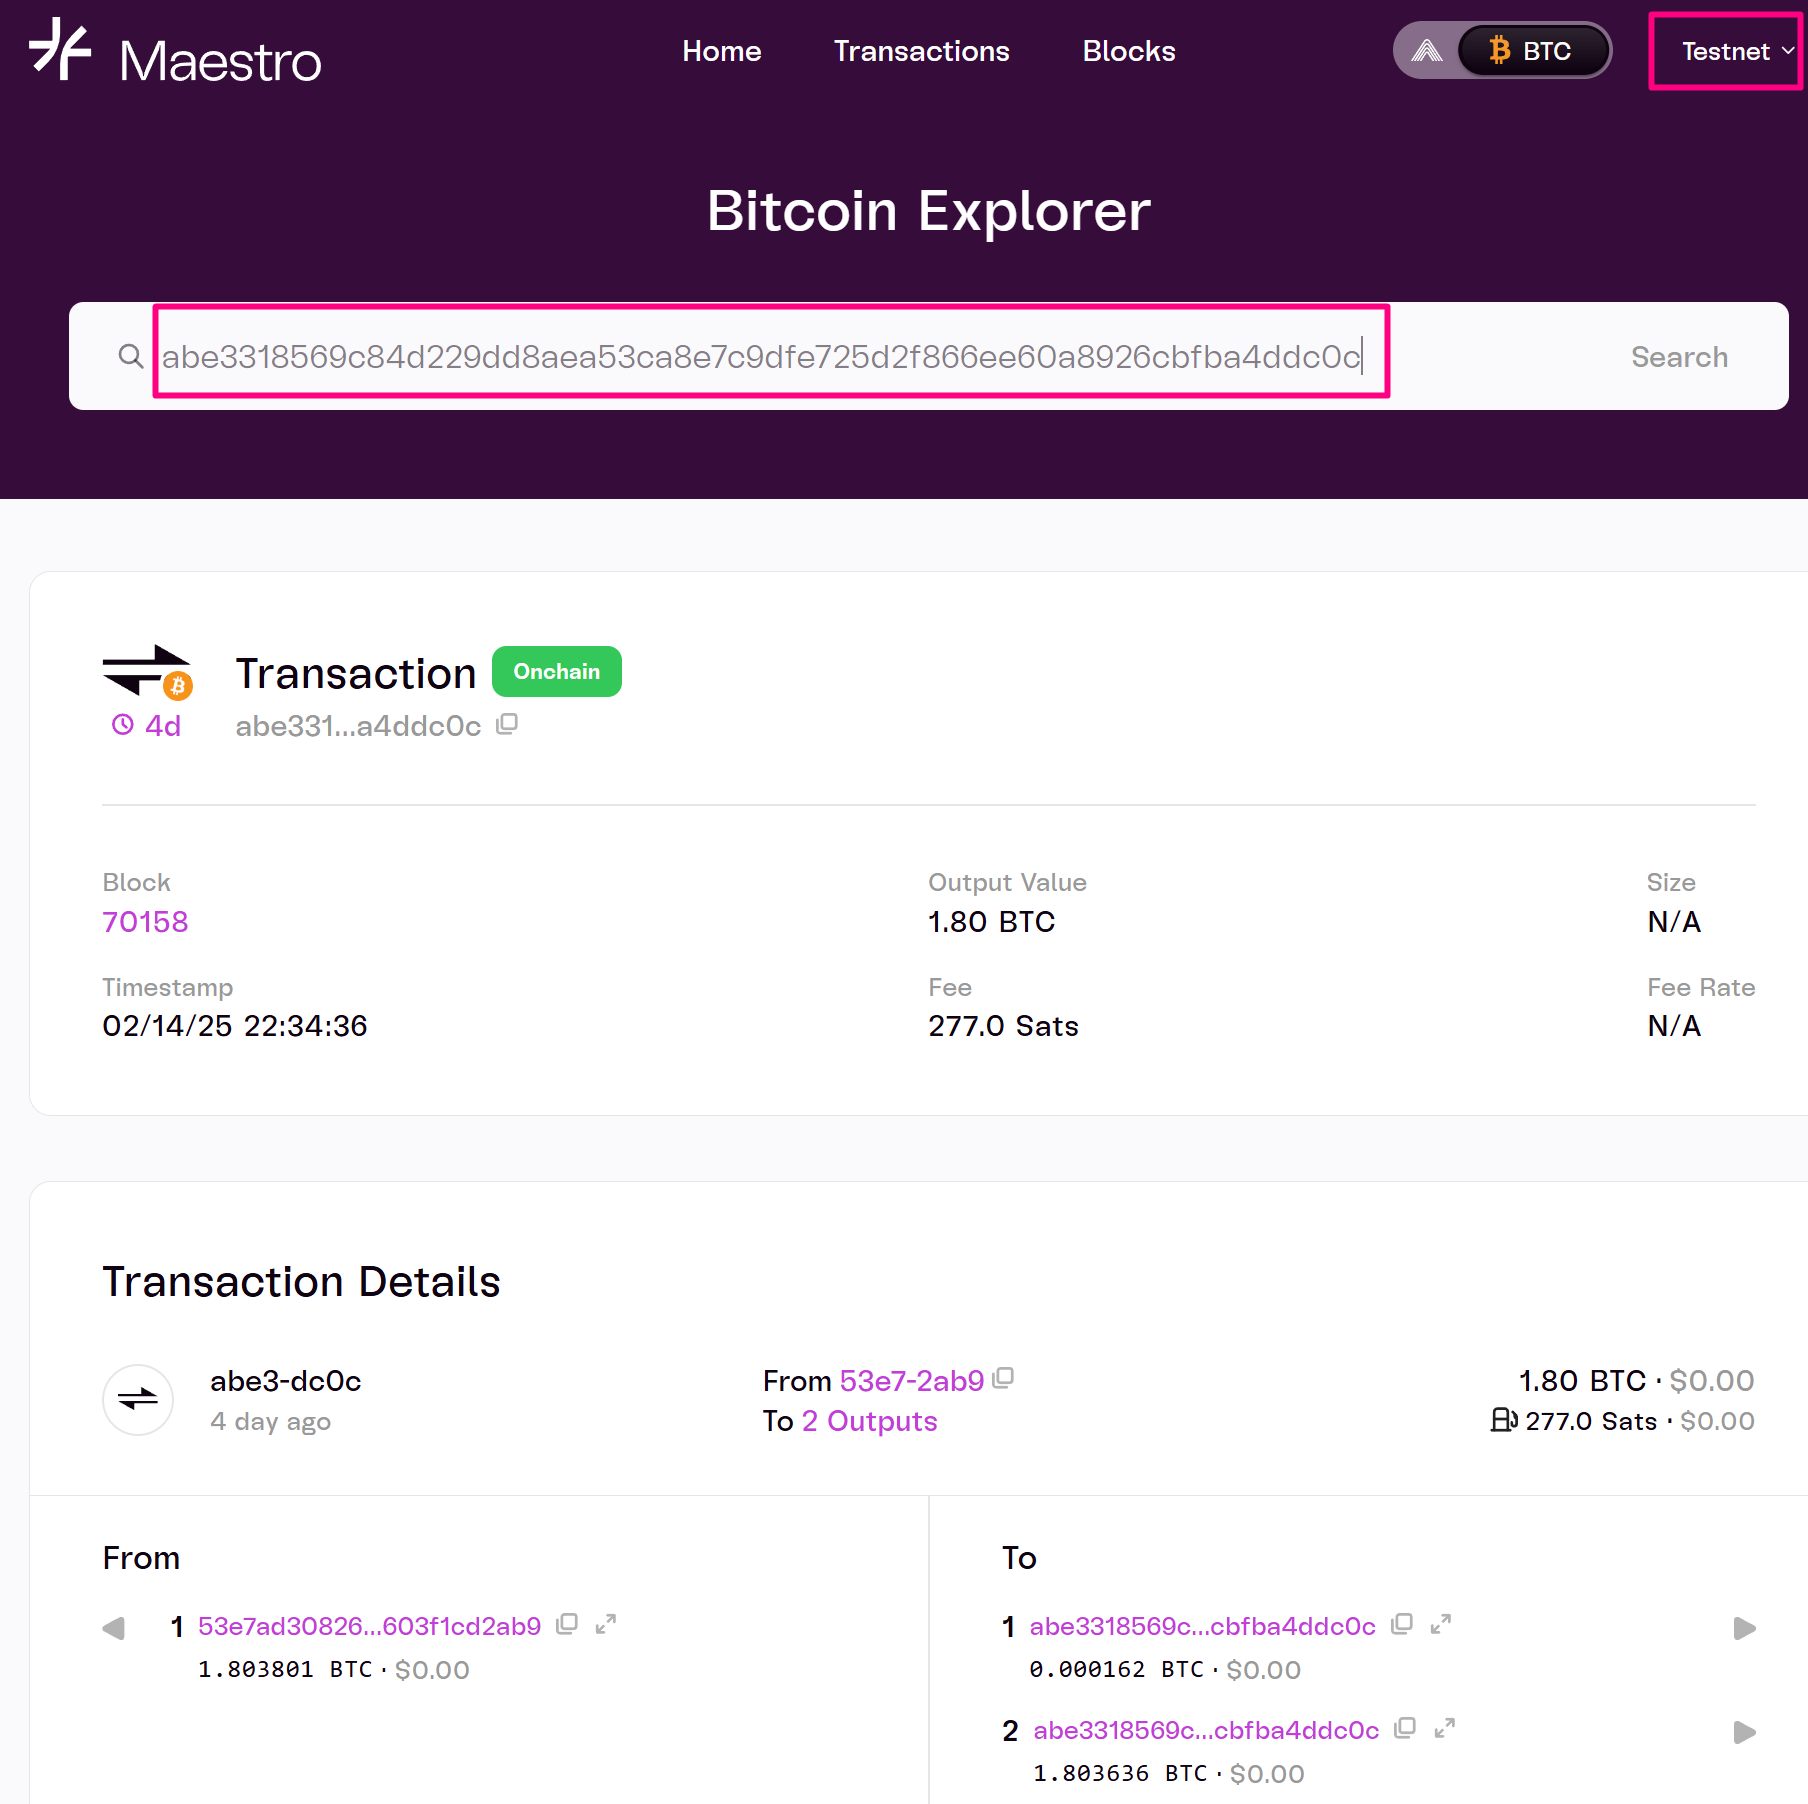 Maestro
Home Transactions Blocks
BTC
Testnet
Bitcoin Explorer
abe3318569c84d229dd8aea53ca8e7c9dfe725d2f866ee60a8926cbfba4ddc0c Search
Transaction Onchain
4d abe331...a4ddc0c
Block Output Value Size
70158 1.80 BTC N/A
Timestamp Fee Fee Rate
02/14/25 22:34:36 277.0 Sats N/A
Transaction Details
abe3-dc0c From 53e7-2ab9 1.80 BTC · $0.00
4 day ago To 2 Outputs 277.0 Sats · $0.00
From To
1 53e7ad30826...603f1cd2ab9 1 abe3318569c...cbfba4ddc0c
1.803801 BTC · $0.00 0.000162 BTC · $0.00
2 abe3318569c...cbfba4ddc0c
1.803636 BTC · $0.00